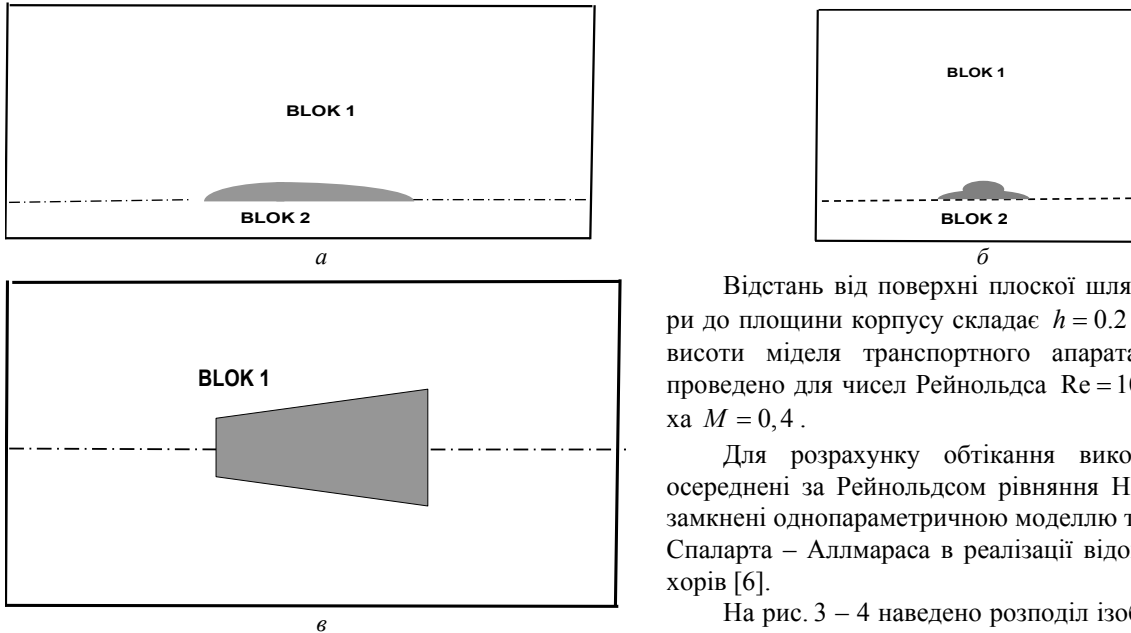 BLOK 1
BLOK 2
а
BLOK 1
BLOK 2
б
BLOK 1
в
Відстань від поверхні плоскої шля
ри до площини корпусу складає h = 0.2
висоти міделя транспортного апарата
проведено для чисел Рейнольдса Re = 10
ха M = 0,4 .
Для розрахунку обтікання вико
осереднені за Рейнольдсом рівняння Н
замкнені однопараметричною моделлю т
Спаларта – Аллмараса в реалізації відо
хорів [6].
На рис. 3 – 4 наведено розподіл ізоб